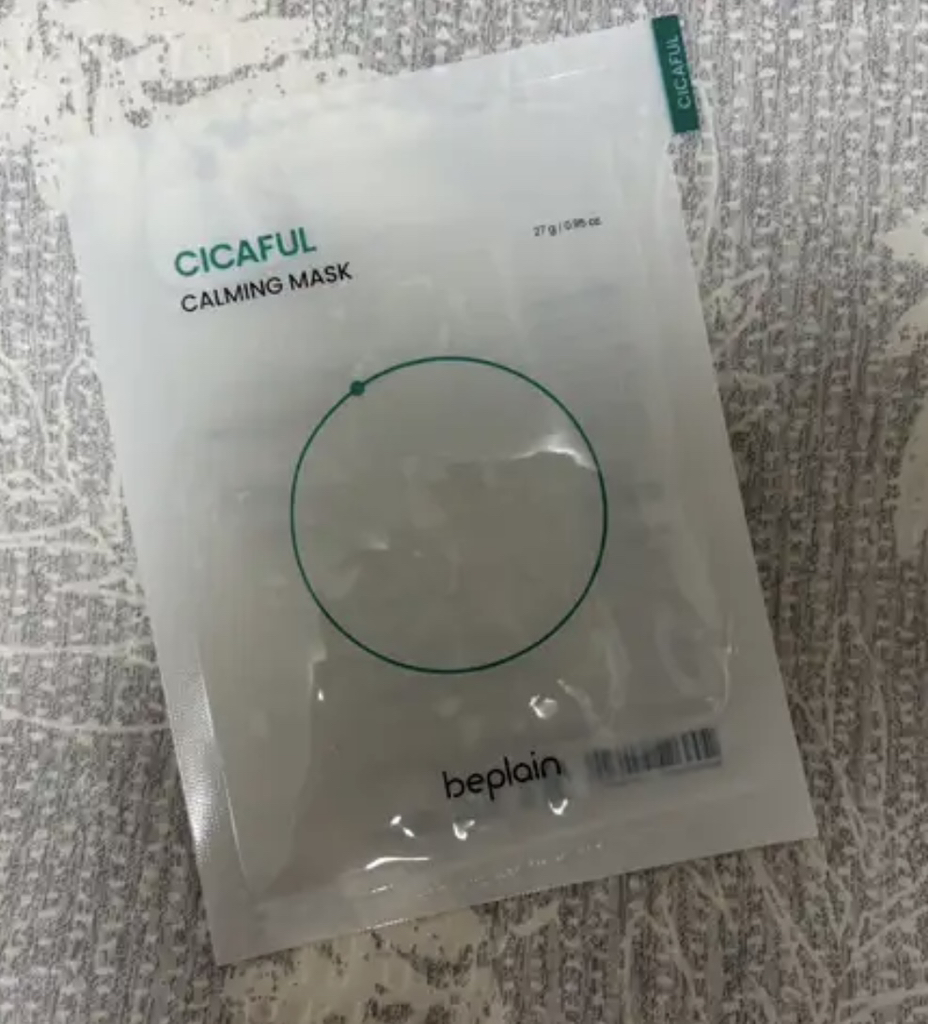 CICAFUL
CICAFUL
CALMING MASK
27 g / 0.95 oz.
beplain